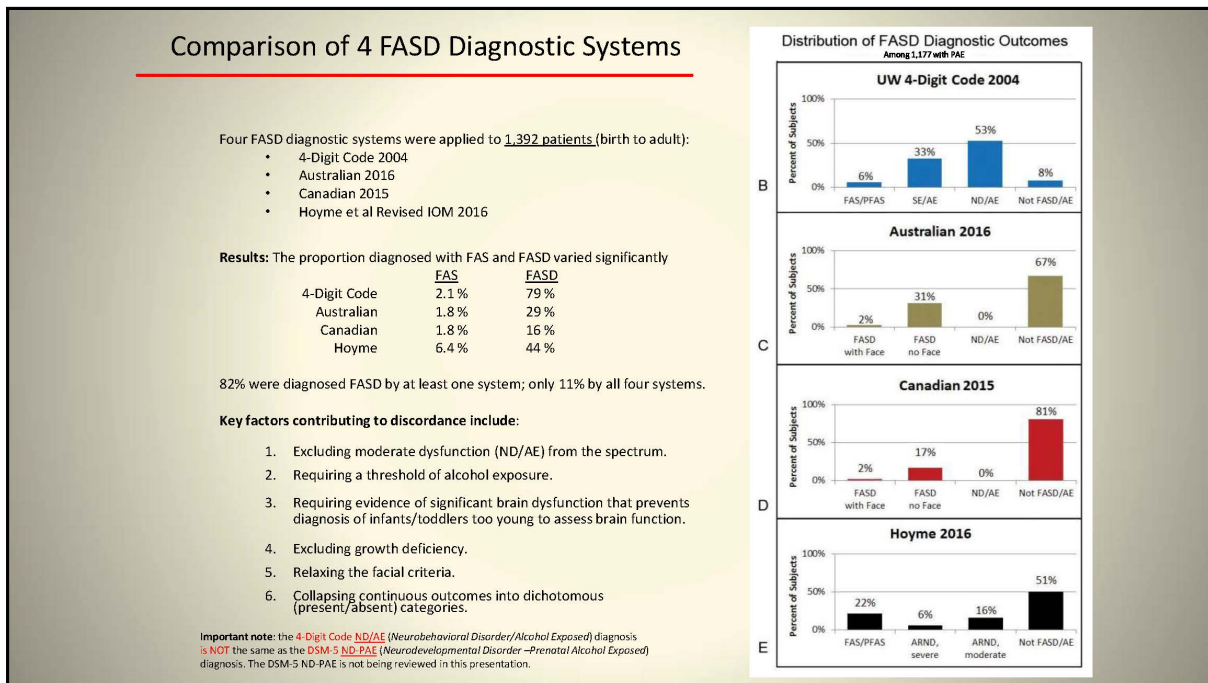 Comparison of 4 FASD Diagnostic Systems
Four FASD diagnostic systems were applied to 1,392 patients (birth to adult):
• 4-Digit Code 2004
• Australian 2016
• Canadian 2015
• Hoyme et al Revised IOM 2016
Results: The proportion diagnosed with FAS and FASD varied significantly
FAS FASD
4-Digit Code 2.1 % 79 %
Australian 1.8 % 29 %
Canadian 1.8 % 16 %
Hoyme 6.4 % 44 %
82% were diagnosed FASD by at least one system; only 11% by all four systems.
Key factors contributing to discordance include:
1. Excluding moderate dysfunction (ND/AE) from the spectrum.
2. Requiring a threshold of alcohol exposure.
3. Requiring evidence of significant brain dysfunction that prevents
diagnosis of infants/toddlers too young to assess brain function.
4. Excluding growth deficiency.
5. Relaxing the facial criteria.
6. Collapsing continuous outcomes into dichotomous
(present/absent) categories.
Important note: the 4-Digit Code ND/AE (Neurobehavioral Disorder/Alcohol Exposed) diagnosis
is NOT the same as the DSM-5 ND-PAE (Neurodevelopmental Disorder –Prenatal Alcohol Exposed)
diagnosis. The DSM-5 ND-PAE is not being reviewed in this presentation.
Distribution of FASD Diagnostic Outcomes
Among 1,177 with PAE
UW 4-Digit Code 2004
Percent of Subjects
100%
50%
0%
6%
33%
53%
8%
FAS/PFAS SE/AE ND/AE Not FASD/AE
B
Australian 2016
Percent of Subjects
100%
50%
0%
2%
31%
0%
67%
FASD FASD ND/AE Not FASD/AE
with Face no Face
C
Canadian 2015
Percent of Subjects
100%
50%
0%
2%
17%
0%
81%
FASD FASD ND/AE Not FASD/AE
with Face no Face
D
Hoyme 2016
Percent of Subjects
100%
50%
0%
22%
6%
16%
51%
FAS/PFAS ARND, ARND, Not FASD/AE
severe moderate
E